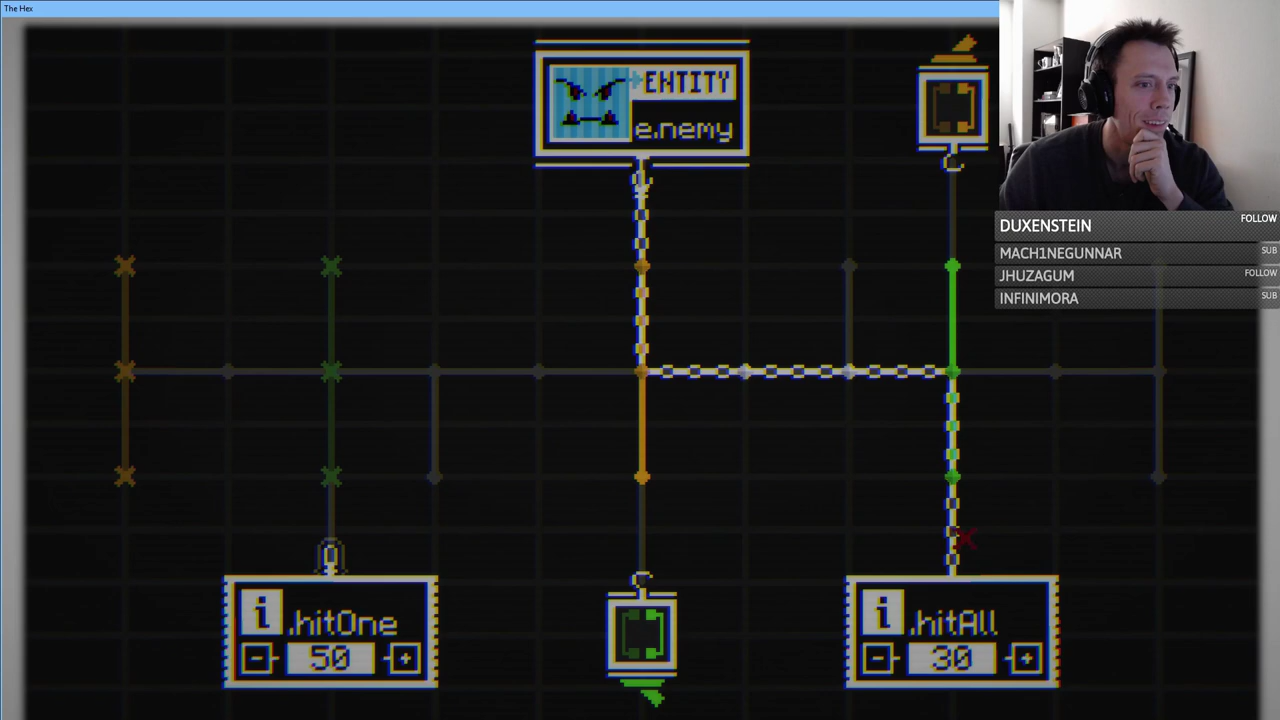 The Hex
ENTITY
e.nemy
DUXENSTEIN FOLLOW
MACH1NEGUNNAR SUB
JHUZAGUM FOLLOW
INFINIMORA SUB
i .hitOne
- 50 +
i .hitAll
- 30 +